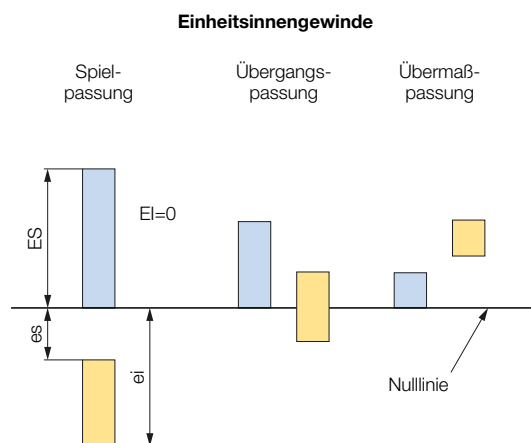 Einheitsinnengewinde
Spiel-
passung
Übergangs-
passung
Übermaß-
passung
ES
EI=0
es
ei
Nulllinie